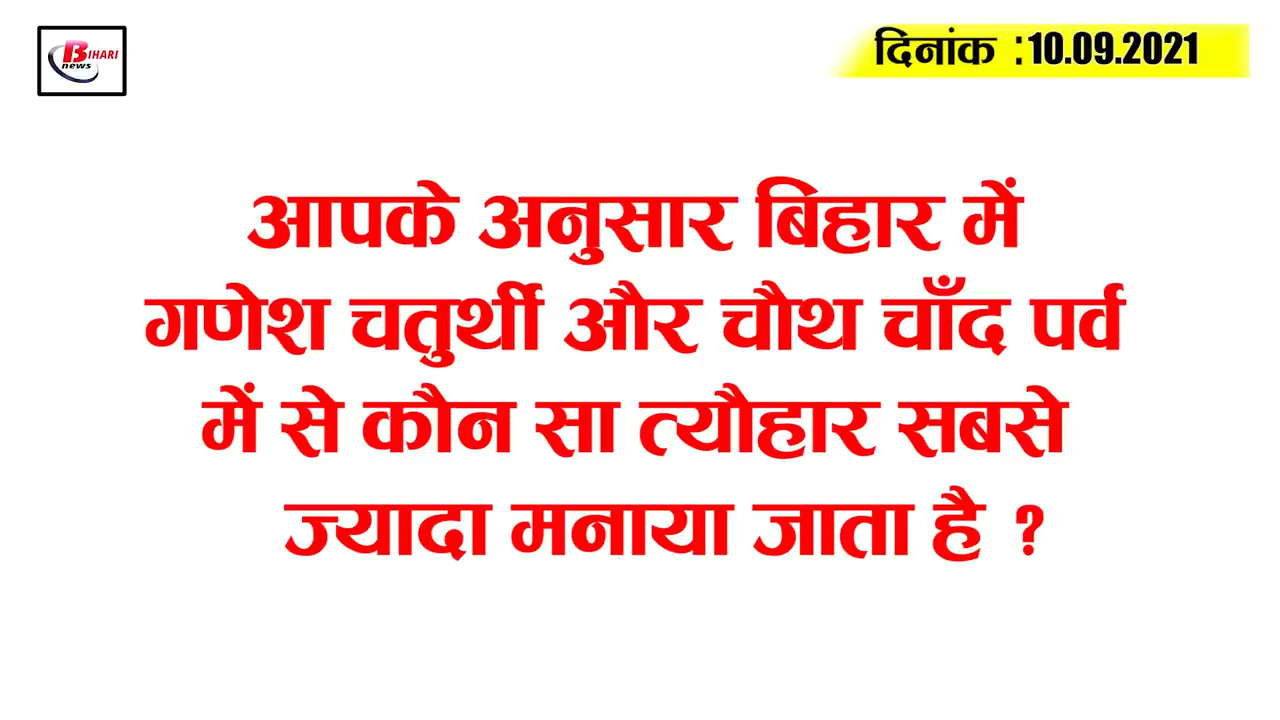 BIHARI
news
दिनांक : 10.09.2021
आपके अनुसार बिहार में
गणेश चतुर्थी और चौथ चाँद पर्व
में से कौन सा त्यौहार सबसे
ज्यादा मनाया जाता है ?